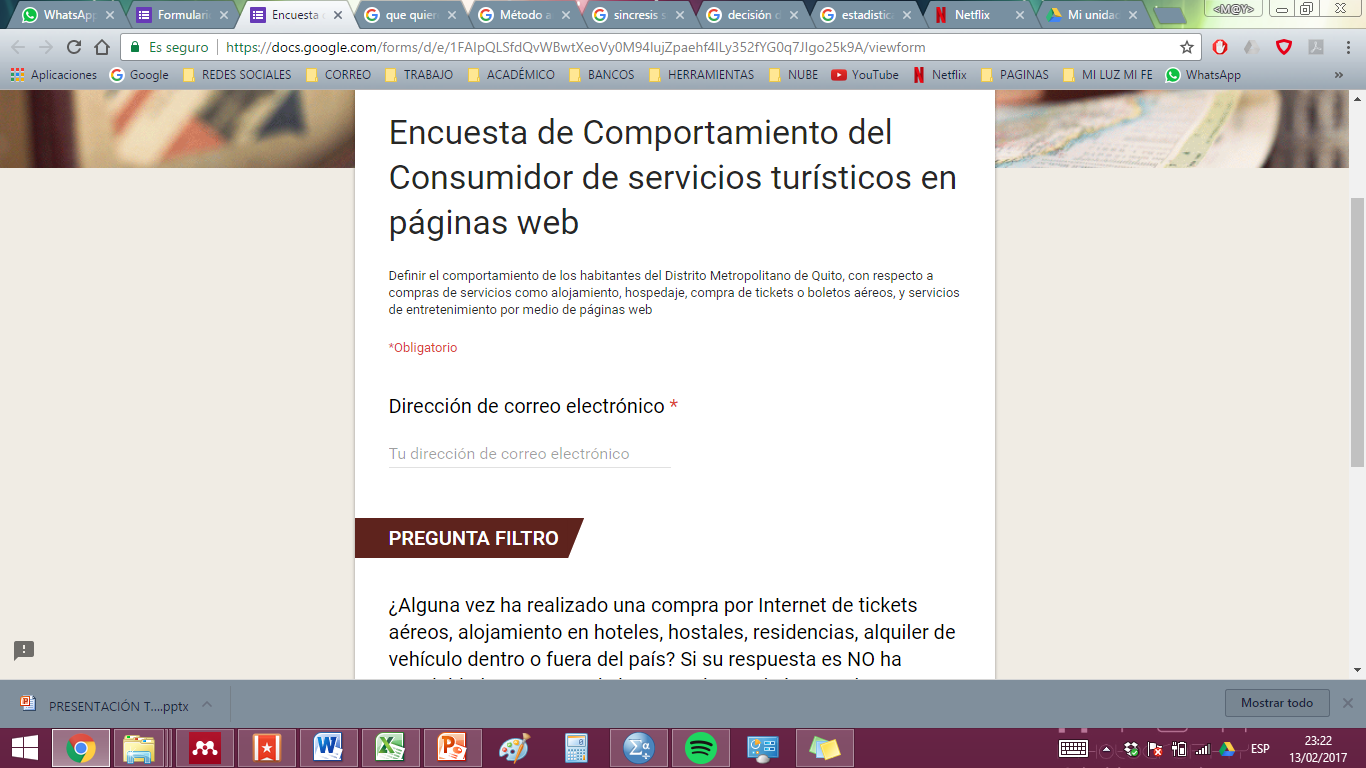 WhatsApp
Formulari
Encuesta
que quier
Método a
sincresis s
decisión
estadistica
Netflix
Mi unidad
<M@Y>
Es seguro
https://docs.google.com/forms/d/e/
Aplicaciones
Google
REDES SOCIALES
CORREO
TRABAJO
ACADÉMICO
BANCOS
HERRAMIENTAS
NUBE
YouTube
Netflix
PAGINAS
MI LUZ MI FE
WhatsApp
»
Encuesta de Comportamiento del
Consumidor de servicios turísticos en
páginas web
Definir el comportamiento de los habitantes del Distrito Metropolitano de Quito, con respecto a
compras de servicios como alojamiento, hospedaje, compra de tickets o boletos aéreos, y servicios
de entretenimiento por medio de páginas web
*Obligatorio
Dirección de correo electrónico *
Tu dirección de correo electrónico
PREGUNTA FILTRO
¿Alguna vez ha realizado una compra por Internet de tickets
aéreos, alojamiento en hoteles, hostales, residencias, alquiler de
vehículo dentro o fuera del país? Si su respuesta es NO ha
PRESENTACIÓN T....pptx
Mostrar todo
ESP
23:22
13/02/2017